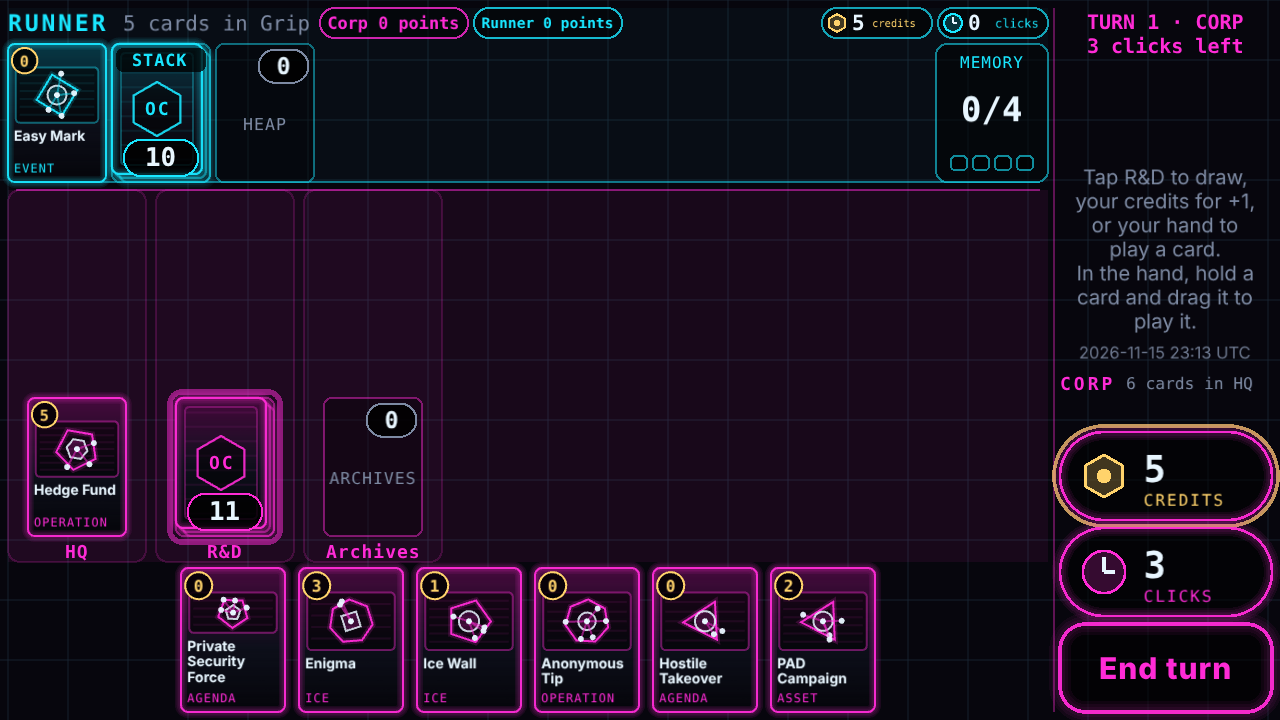 RUNNER 5 cards in Grip Corp 0 points Runner 0 points 5 credits 0 clicks
TURN 1 · CORP
3 clicks left
0
Easy Mark
EVENT
STACK
OC
10
0
HEAP
MEMORY
0/4
Tap R&D to draw,
your credits for +1,
or your hand to
play a card.
In the hand, hold a
card and drag it to
play it.
2026-11-15 23:13 UTC
CORP 6 cards in HQ
5
Hedge Fund
OPERATION
HQ
OC
11
R&D
0
ARCHIVES
Archives
5
CREDITS
3
CLICKS
End turn
0
Private
Security
Force
AGENDA
3
Enigma
ICE
1
Ice Wall
ICE
0
Anonymous
Tip
OPERATION
0
Hostile
Takeover
AGENDA
2
PAD
Campaign
ASSET